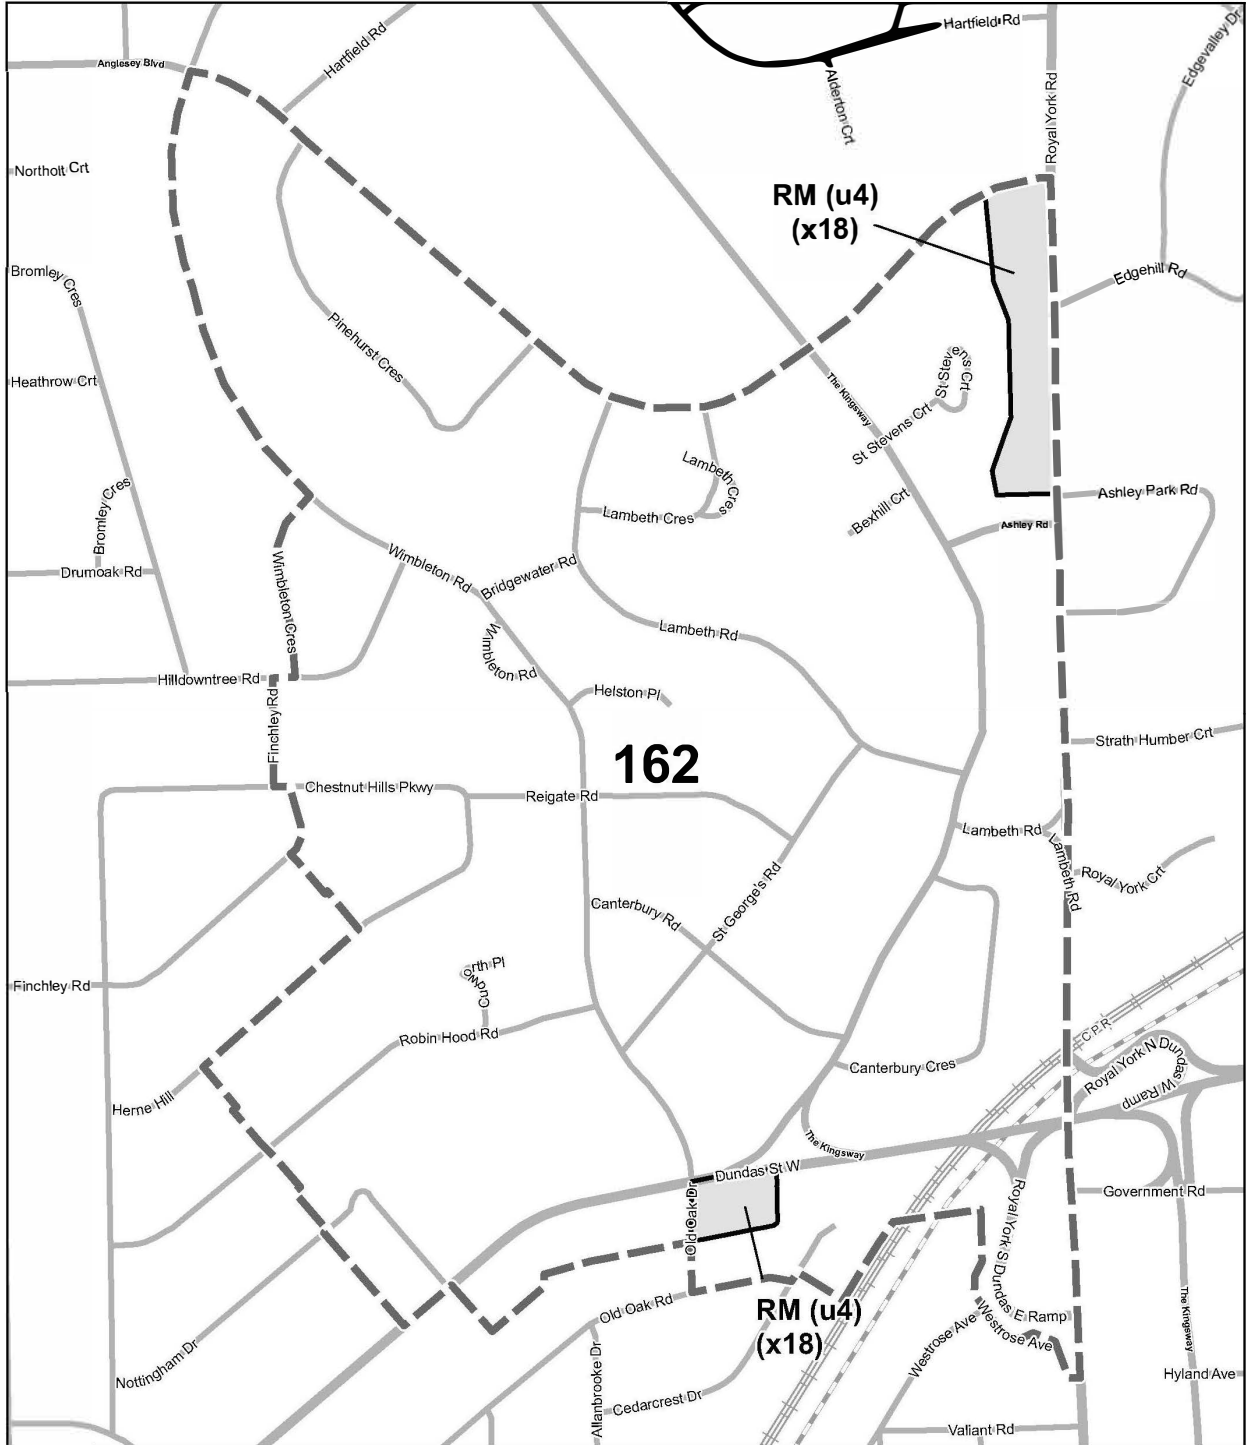 Hartfield Rd
Hartfield Rd
Edgevalley Dr
Anglesey Blvd
Alderton Crt
Royal York Rd
Northolt Crt
RM (u4)
(x18)
Bromley Cres
Edgehill Rd
Pinehurst Cres
Heathrow Crt
The Kingsway
St Stevens Crt
St Stevens Crt
Lambeth Cres
Bromley Cres
Lambeth Cres
Bexhill Crt
Ashley Park Rd
Ashley Rd
Drumoak Rd
Wimbleton Cres
Wimbleton Rd
Bridgewater Rd
Lambeth Rd
Wimbleton Rd
Hilldowntree Rd
Helston Pl
Finchley Rd
162
Strath Humber Crt
Chestnut Hills Pkwy
Reigate Rd
Lambeth Rd
Lambeth Rd
Royal York Crt
Canterbury Rd
St George's Rd
Cudworth Pl
Finchley Rd
C P R
Robin Hood Rd
Canterbury Cres
Royal York N Dundas W Ramp
Herne Hill
The Kingsway
Dundas St W
Old Oak Dr
Royal York S Dundas E Ramp
Government Rd
Old Oak Rd
RM (u4)
(x18)
Westrose Ave
Westrose Ave
The Kingsway
Nottingham Dr
Allanbrooke Dr
Cedarcrest Dr
Hyland Ave
Valiant Rd